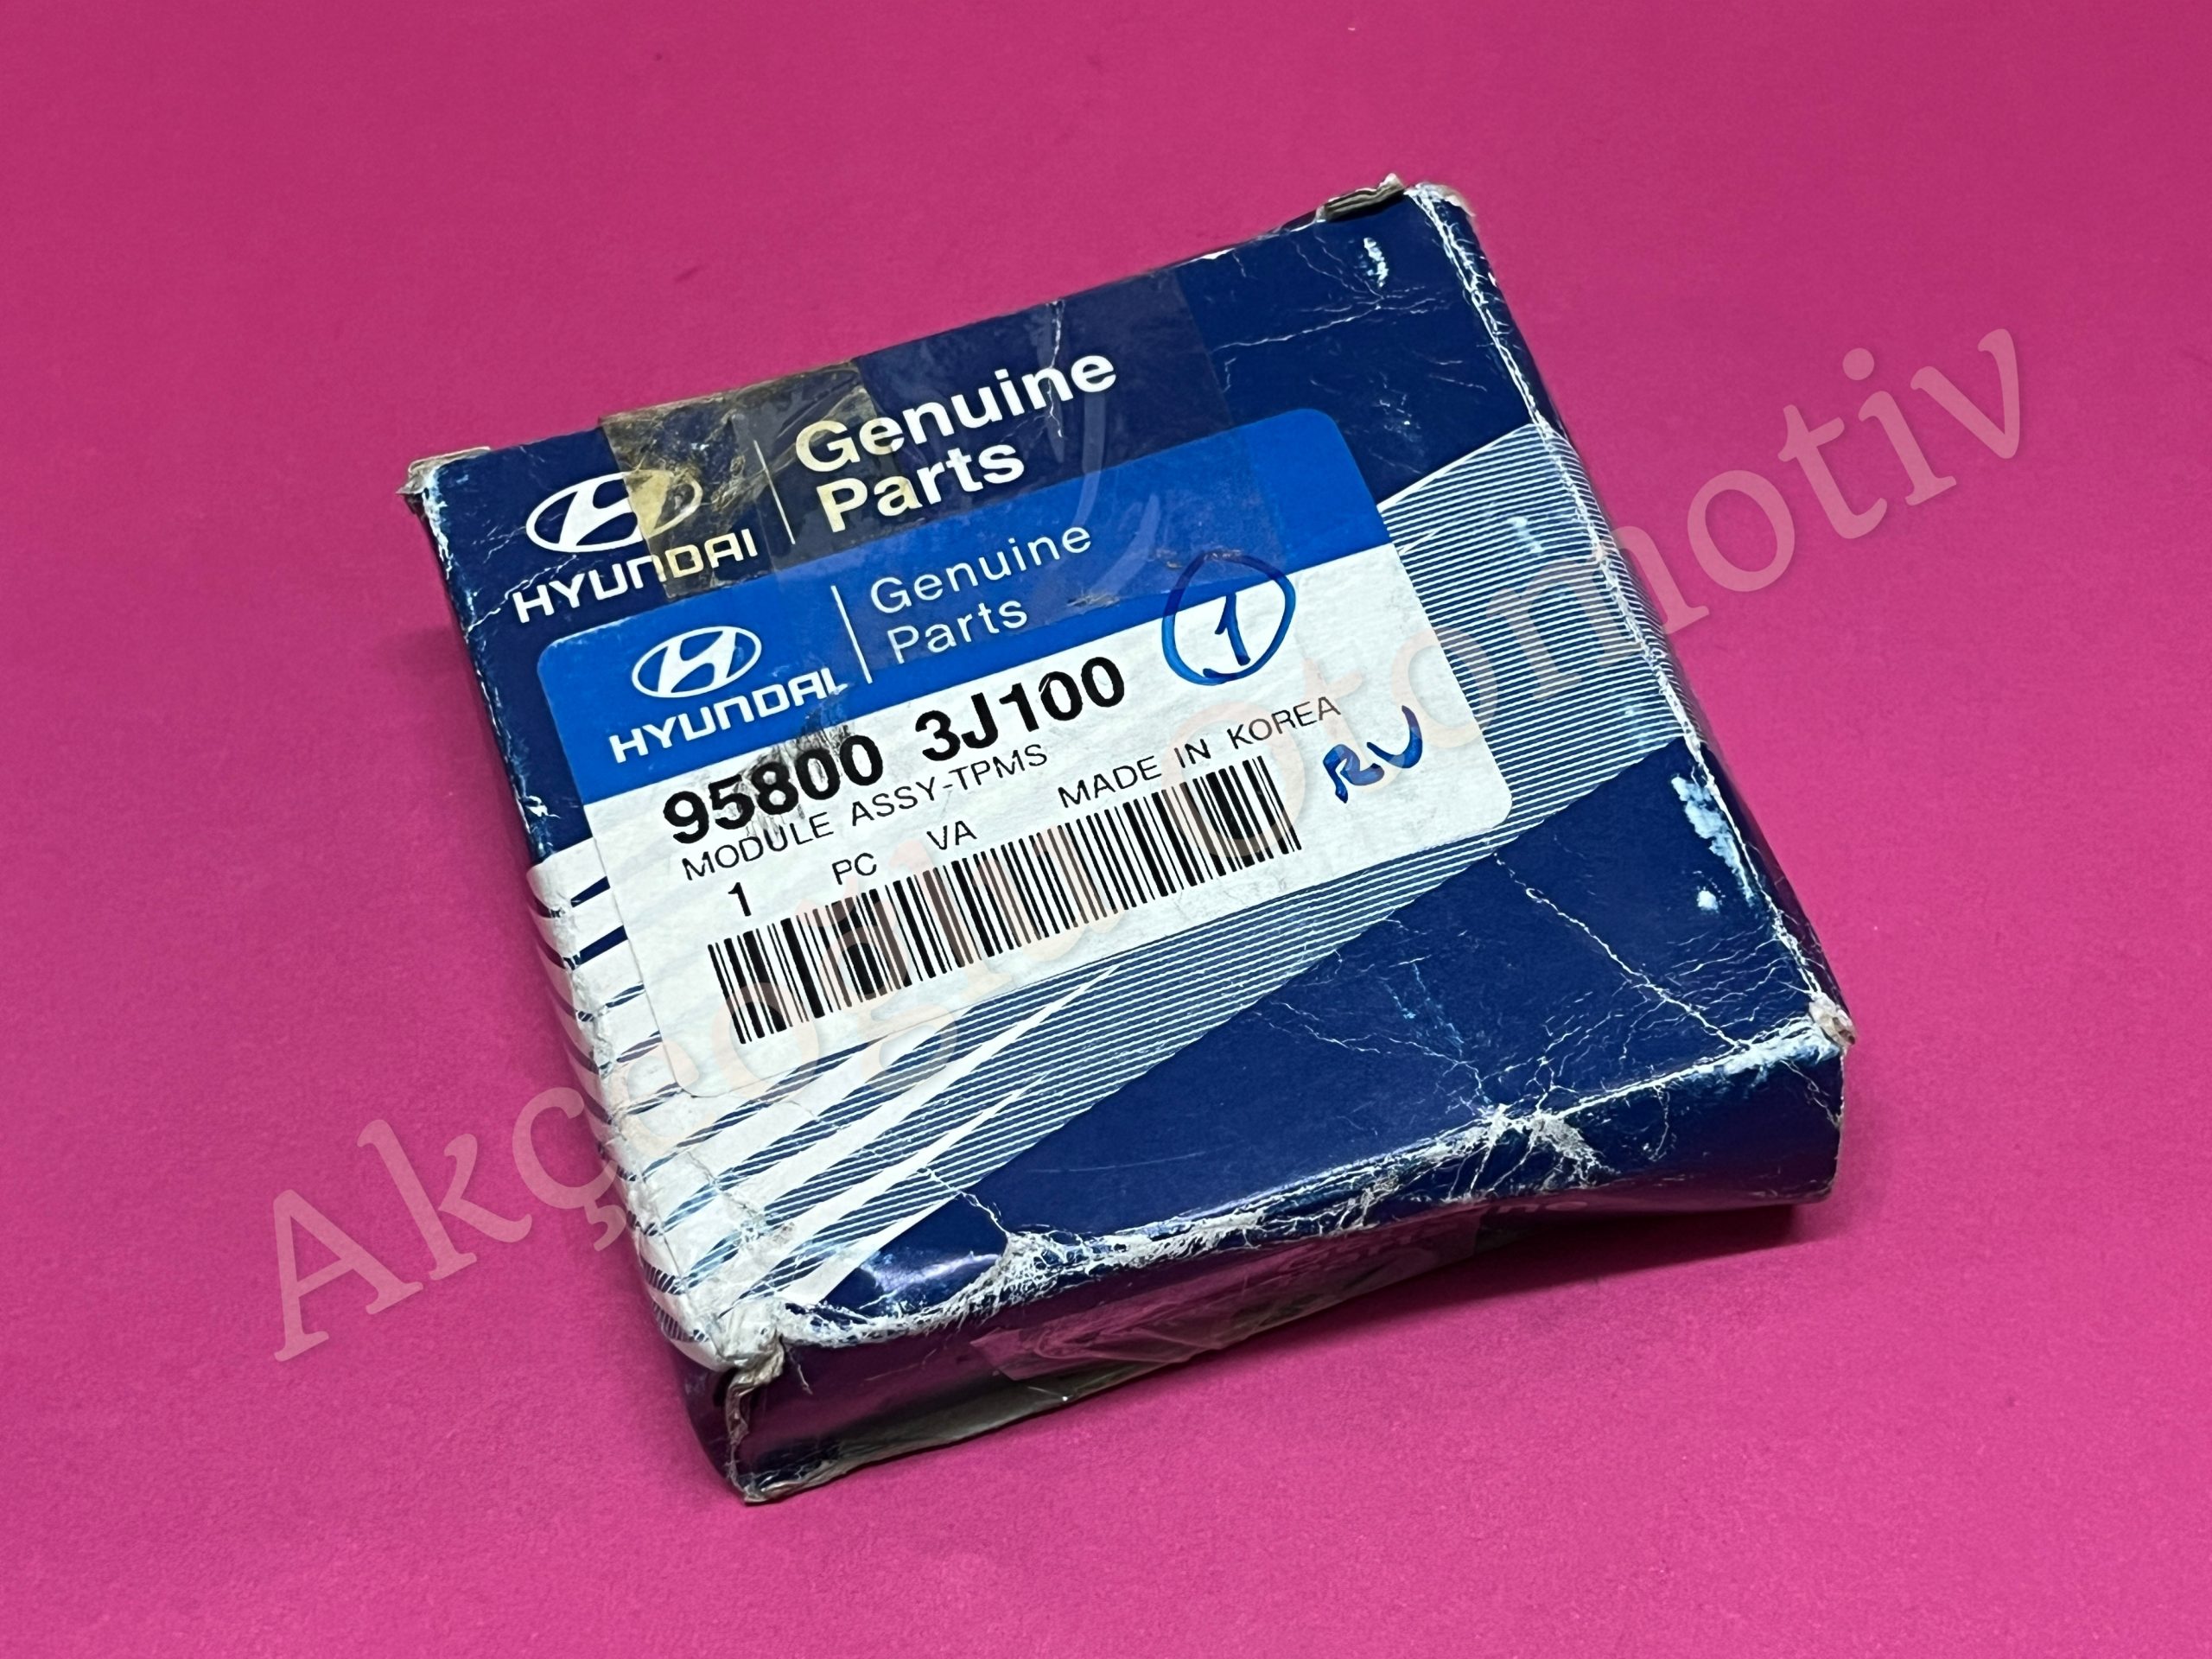 HYUNDAI
Genuine
Parts
HYUNDAI
Genuine
Parts
95800 3J100
1
MODULE ASSY-TPMS
1 PC VA MADE IN KOREA
RV
Akçaoğlu Otomotiv